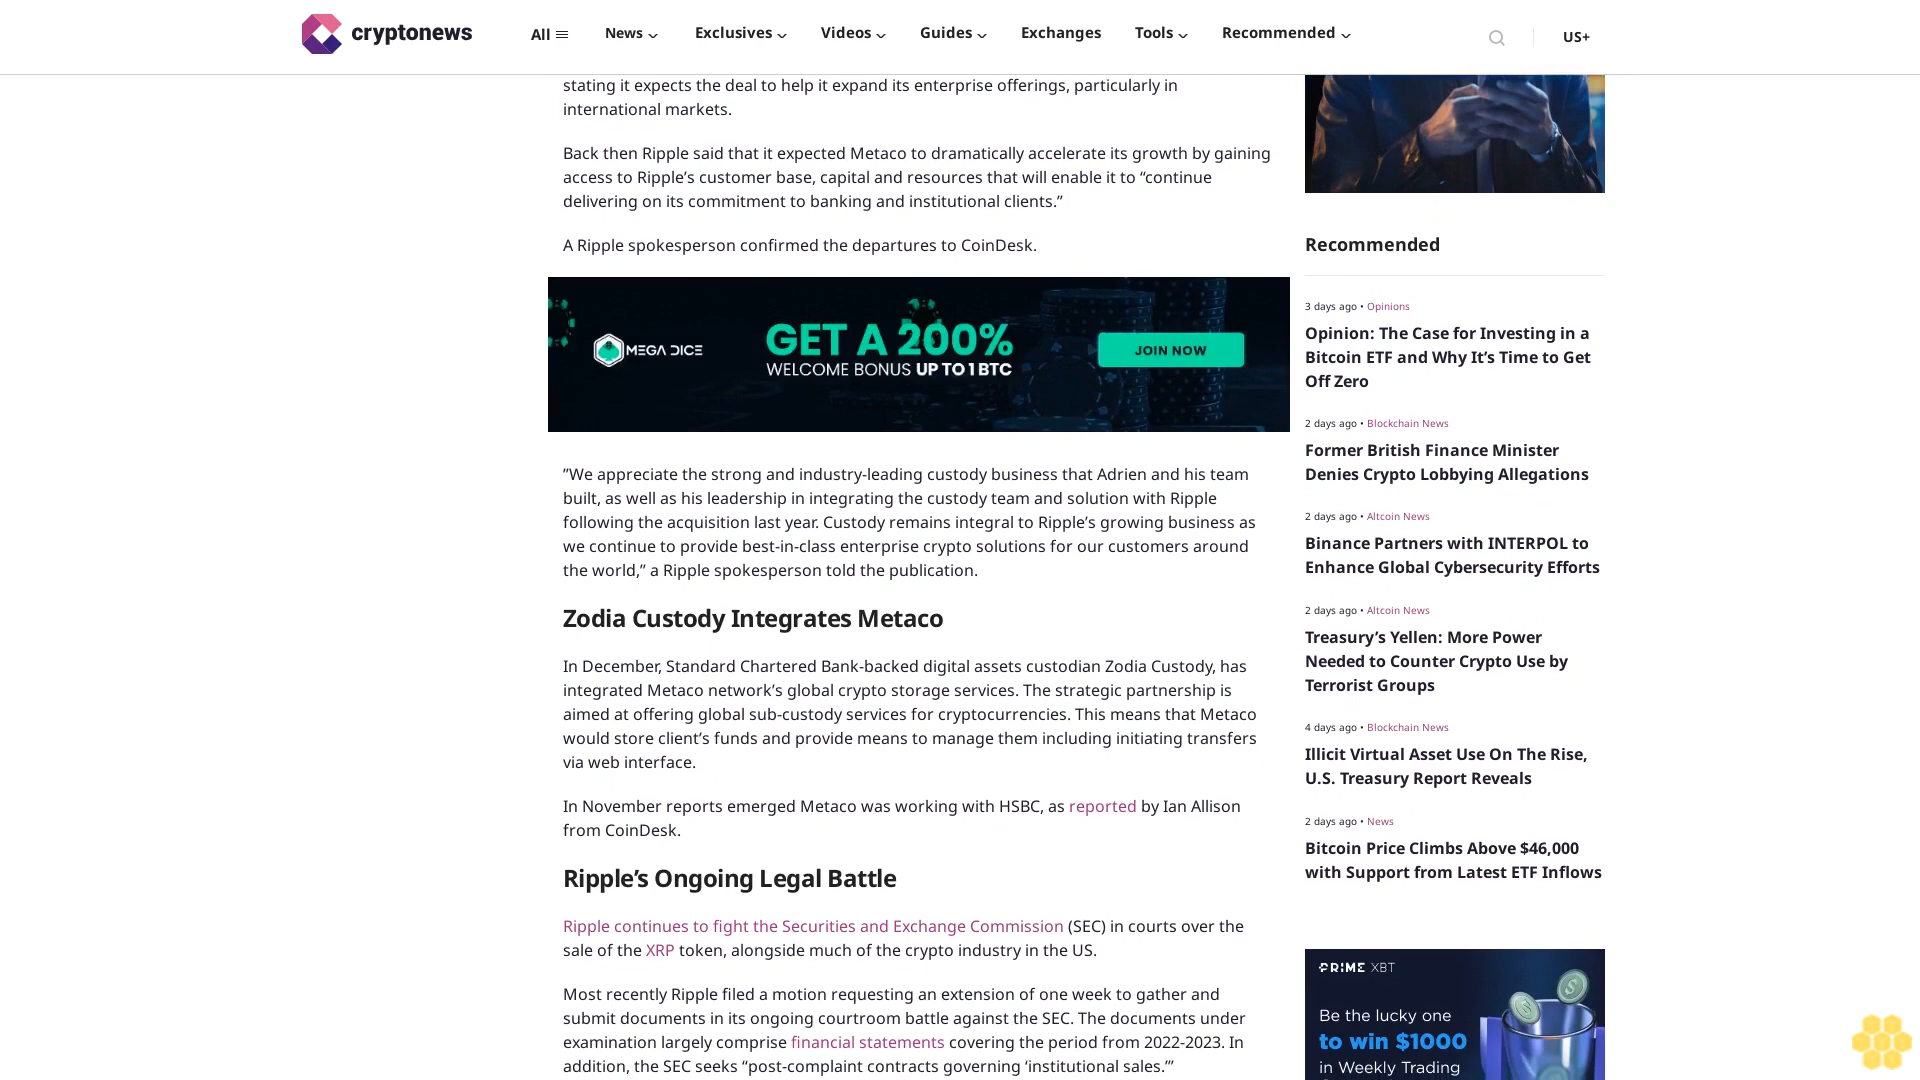 cryptonews
All
News
Exclusives
Videos
Guides
Exchanges
Tools
Recommended
US+
stating it expects the deal to help it expand its enterprise offerings, particularly in
international markets.
Back then Ripple said that it expected Metaco to dramatically accelerate its growth by gaining
access to Ripple’s customer base, capital and resources that will enable it to “continue
delivering on its commitment to banking and institutional clients.”
A Ripple spokesperson confirmed the departures to CoinDesk.
MEGA DICE
GET A 200%
WELCOME BONUS UP TO 1 BTC
JOIN NOW
”We appreciate the strong and industry-leading custody business that Adrien and his team
built, as well as his leadership in integrating the custody team and solution with Ripple
following the acquisition last year. Custody remains integral to Ripple’s growing business as
we continue to provide best-in-class enterprise crypto solutions for our customers around
the world,” a Ripple spokesperson told the publication.
Zodia Custody Integrates Metaco
In December, Standard Chartered Bank-backed digital assets custodian Zodia Custody, has
integrated Metaco network’s global crypto storage services. The strategic partnership is
aimed at offering global sub-custody services for cryptocurrencies. This means that Metaco
would store client’s funds and provide means to manage them including initiating transfers
via web interface.
In November reports emerged Metaco was working with HSBC, as reported by Ian Allison
from CoinDesk.
Ripple’s Ongoing Legal Battle
Ripple continues to fight the Securities and Exchange Commission (SEC) in courts over the
sale of the XRP token, alongside much of the crypto industry in the US.
Most recently Ripple filed a motion requesting an extension of one week to gather and
submit documents in its ongoing courtroom battle against the SEC. The documents under
examination largely comprise financial statements covering the period from 2022-2023. In
addition, the SEC seeks “post-complaint contracts governing ‘institutional sales.’”
Recommended
3 days ago • Opinions
Opinion: The Case for Investing in a
Bitcoin ETF and Why It’s Time to Get
Off Zero
2 days ago • Blockchain News
Former British Finance Minister
Denies Crypto Lobbying Allegations
2 days ago • Altcoin News
Binance Partners with INTERPOL to
Enhance Global Cybersecurity Efforts
2 days ago • Altcoin News
Treasury’s Yellen: More Power
Needed to Counter Crypto Use by
Terrorist Groups
4 days ago • Blockchain News
Illicit Virtual Asset Use On The Rise,
U.S. Treasury Report Reveals
2 days ago • News
Bitcoin Price Climbs Above $46,000
with Support from Latest ETF Inflows
PRIME XBT
Be the lucky one
to win $1000
in Weekly Trading